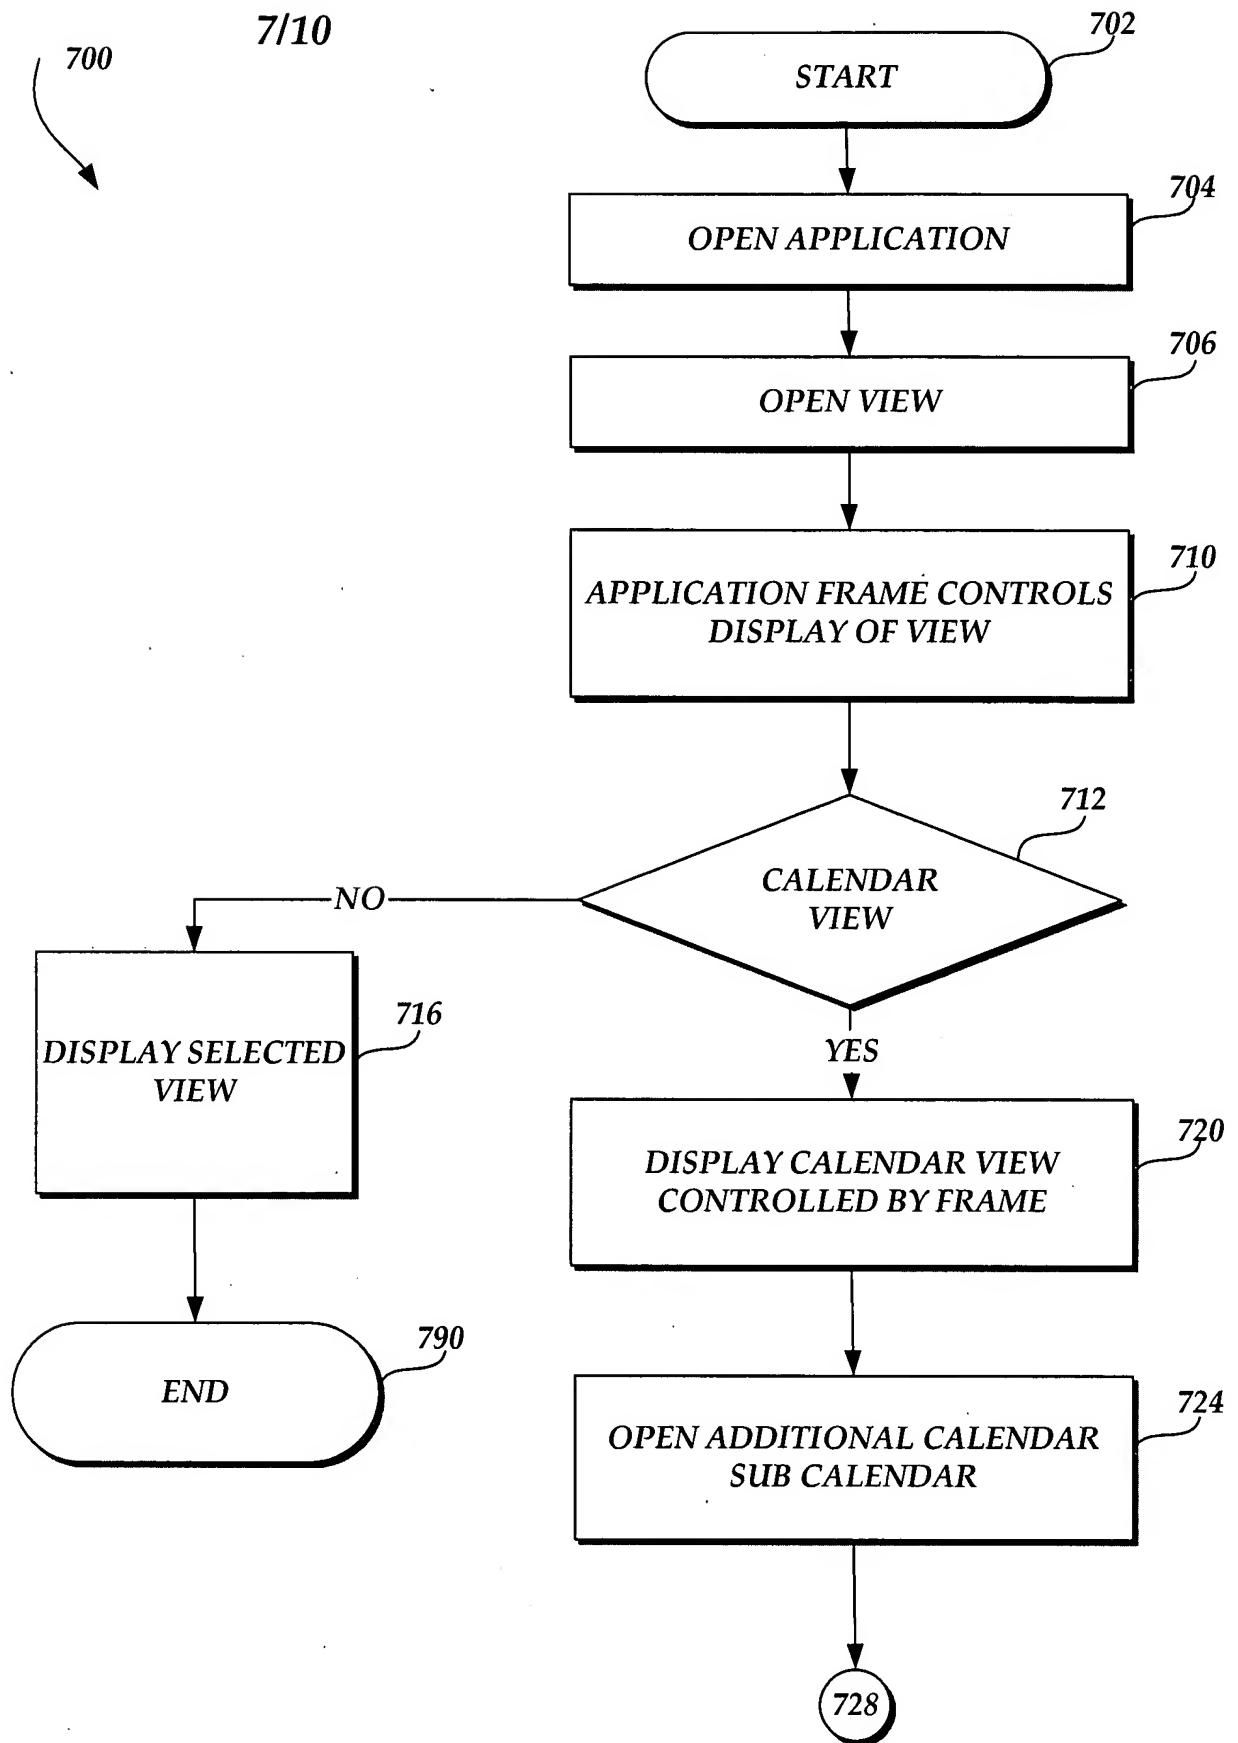 7/10
700
702
START
704
OPEN APPLICATION
706
OPEN VIEW
710
APPLICATION FRAME CONTROLS
DISPLAY OF VIEW
712
CALENDAR
VIEW
NO
YES
716
DISPLAY SELECTED
VIEW
720
DISPLAY CALENDAR VIEW
CONTROLLED BY FRAME
790
END
724
OPEN ADDITIONAL CALENDAR
SUB CALENDAR
728